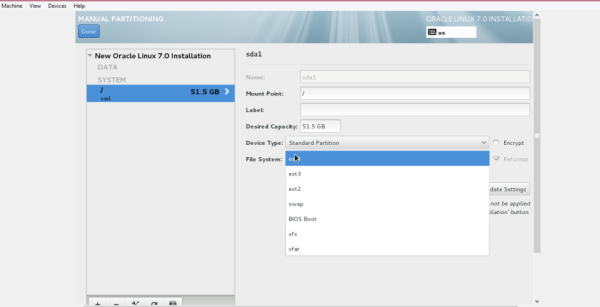 Machine View Devices Help
MANUAL PARTITIONING
ORACLE LINUX 7.0 INSTALLATIO
Done
us
New Oracle Linux 7.0 Installation
DATA
SYSTEM
/ 51.5 GB
sda1
sda1
Name: sda1
Mount Point: /
Label:
Desired Capacity: 51.5 GB
Device Type: Standard Partition Encrypt
File System: Reformat
ext3
ext2
swap
BIOS Boot
xfs
vfat
date Settings
not be applied
llation' button.